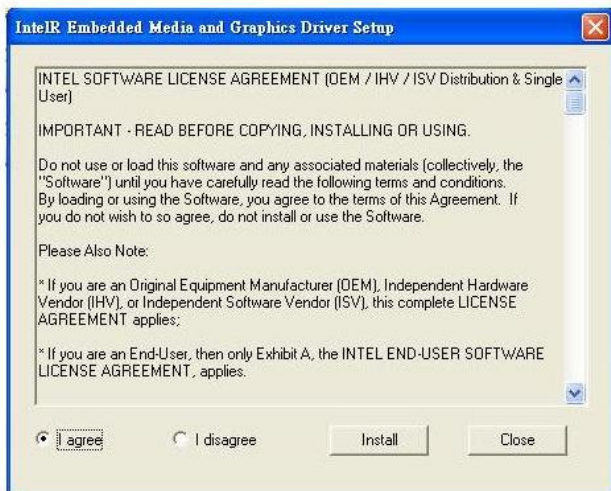 IntelR Embedded Media and Graphics Driver Setup
INTEL SOFTWARE LICENSE AGREEMENT (OEM / IHV / ISV Distribution & Single
User)
IMPORTANT - READ BEFORE COPYING, INSTALLING OR USING.
Do not use or load this software and any associated materials (collectively, the
"Software") until you have carefully read the following terms and conditions.
By loading or using the Software, you agree to the terms of this Agreement.  If
you do not wish to so agree, do not install or use the Software.
Please Also Note:
* If you are an Original Equipment Manufacturer (OEM), Independent Hardware
Vendor (IHV), or Independent Software Vendor (ISV), this complete LICENSE
AGREEMENT applies;
* If you are an End-User, then only Exhibit A, the INTEL END-USER SOFTWARE
LICENSE AGREEMENT, applies.
I agree
I disagree
Install
Close